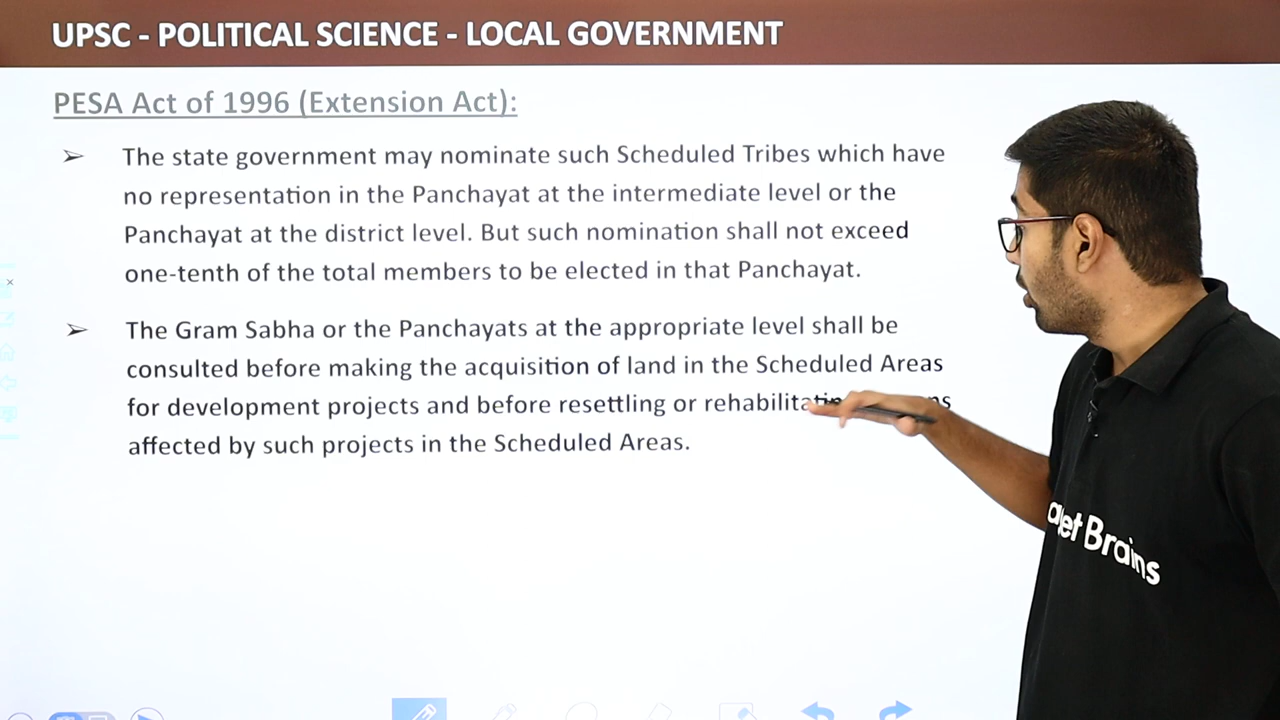 UPSC - POLITICAL SCIENCE - LOCAL GOVERNMENT
PESA Act of 1996 (Extension Act):
➢ The state government may nominate such Scheduled Tribes which have
no representation in the Panchayat at the intermediate level or the
Panchayat at the district level. But such nomination shall not exceed
one-tenth of the total members to be elected in that Panchayat.
➢ The Gram Sabha or the Panchayats at the appropriate level shall be
consulted before making the acquisition of land in the Scheduled Areas
for development projects and before resettling or
affected by such projects in the Scheduled Areas.
Brains